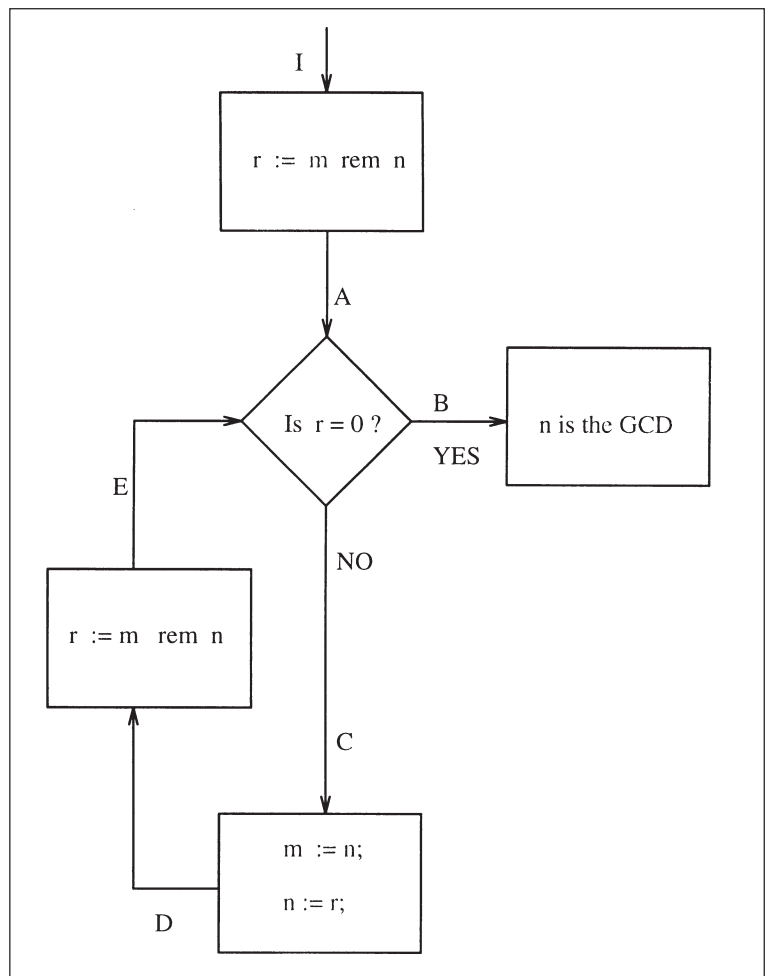 I
r := m rem n
A
Is r = 0 ?
B
YES
n is the GCD
E
NO
r := m rem n
C
m := n;
n := r;
D